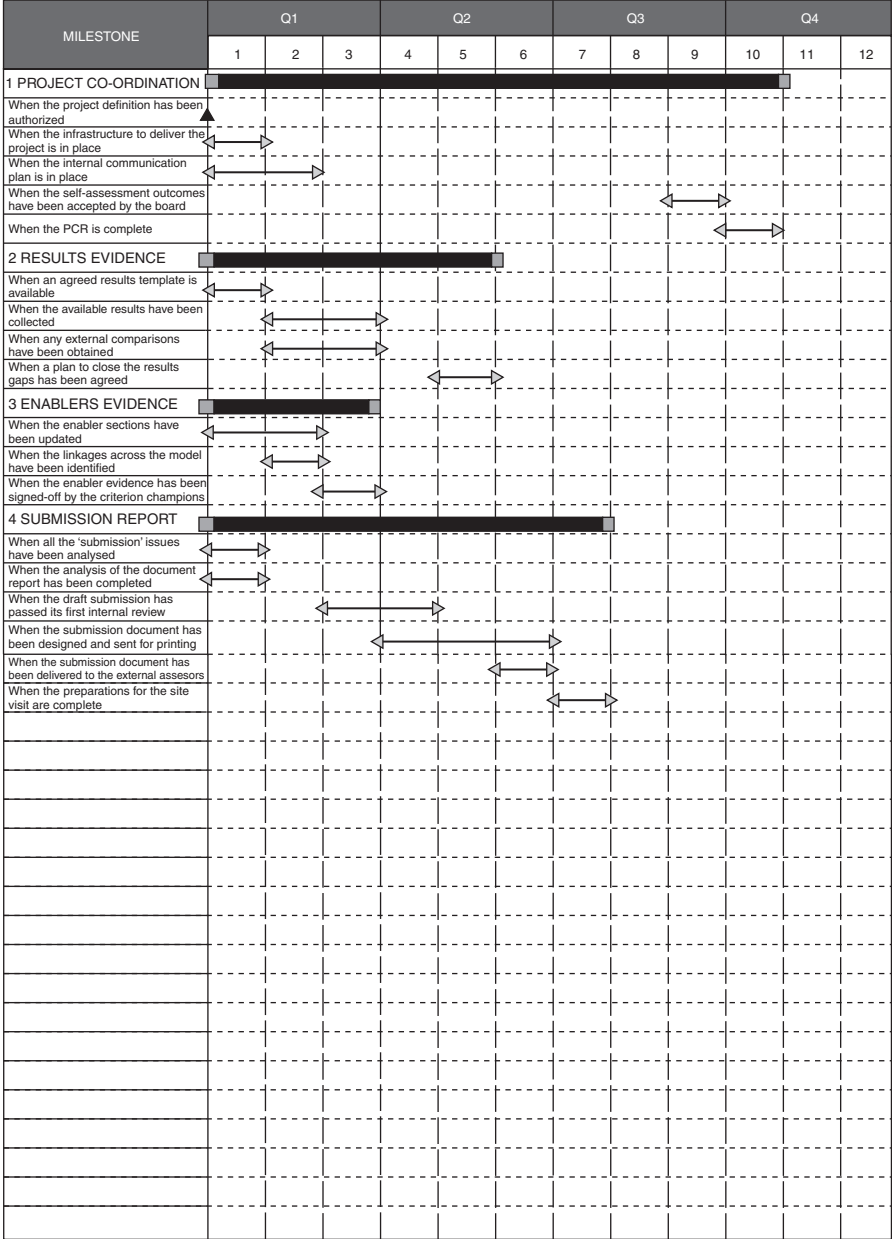 MILESTONE
Q1 Q2 Q3 Q4
1 2 3 4 5 6 7 8 9 10 11 12
1 PROJECT CO-ORDINATION
When the project definition has been
authorized
When the infrastructure to deliver the
project is in place
When the internal communication
plan is in place
When the self-assessment outcomes
have been accepted by the board
When the PCR is complete
2 RESULTS EVIDENCE
When an agreed results template is
available
When the available results have been
collected
When any external comparisons
have been obtained
When a plan to close the results
gaps has been agreed
3 ENABLERS EVIDENCE
When the enabler sections have
been updated
When the linkages across the model
have been identified
When the enabler evidence has been
signed-off by the criterion champions
4 SUBMISSION REPORT
When all the ‘submission’ issues
have been analysed
When the analysis of the document
report has been completed
When the draft submission has
passed its first internal review
When the submission document has
been designed and sent for printing
When the submission document has
been delivered to the external assesors
When the preparations for the site
visit are complete